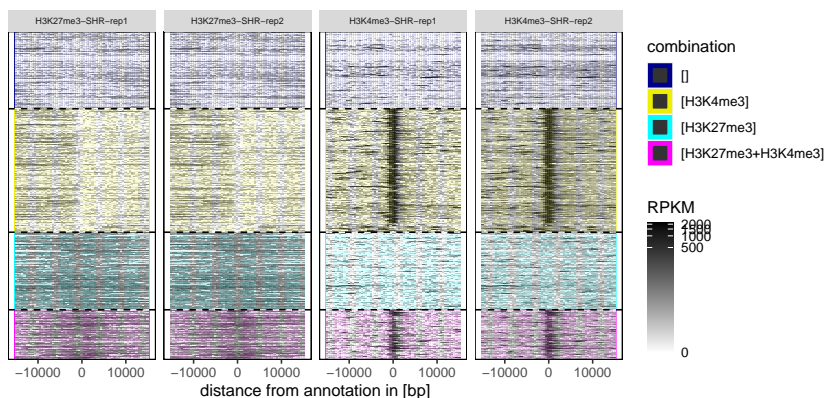 H3K27me3-SHR-rep1 H3K27me3-SHR-rep2 H3K4me3-SHR-rep1 H3K4me3-SHR-rep2
combination
[]
[H3K4me3]
[H3K27me3]
[H3K27me3+H3K4me3]
RPKM
2000
1500
1000
500
0
−10000 0 10000 −10000 0 10000 −10000 0 10000 −10000 0 10000
distance from annotation in [bp]